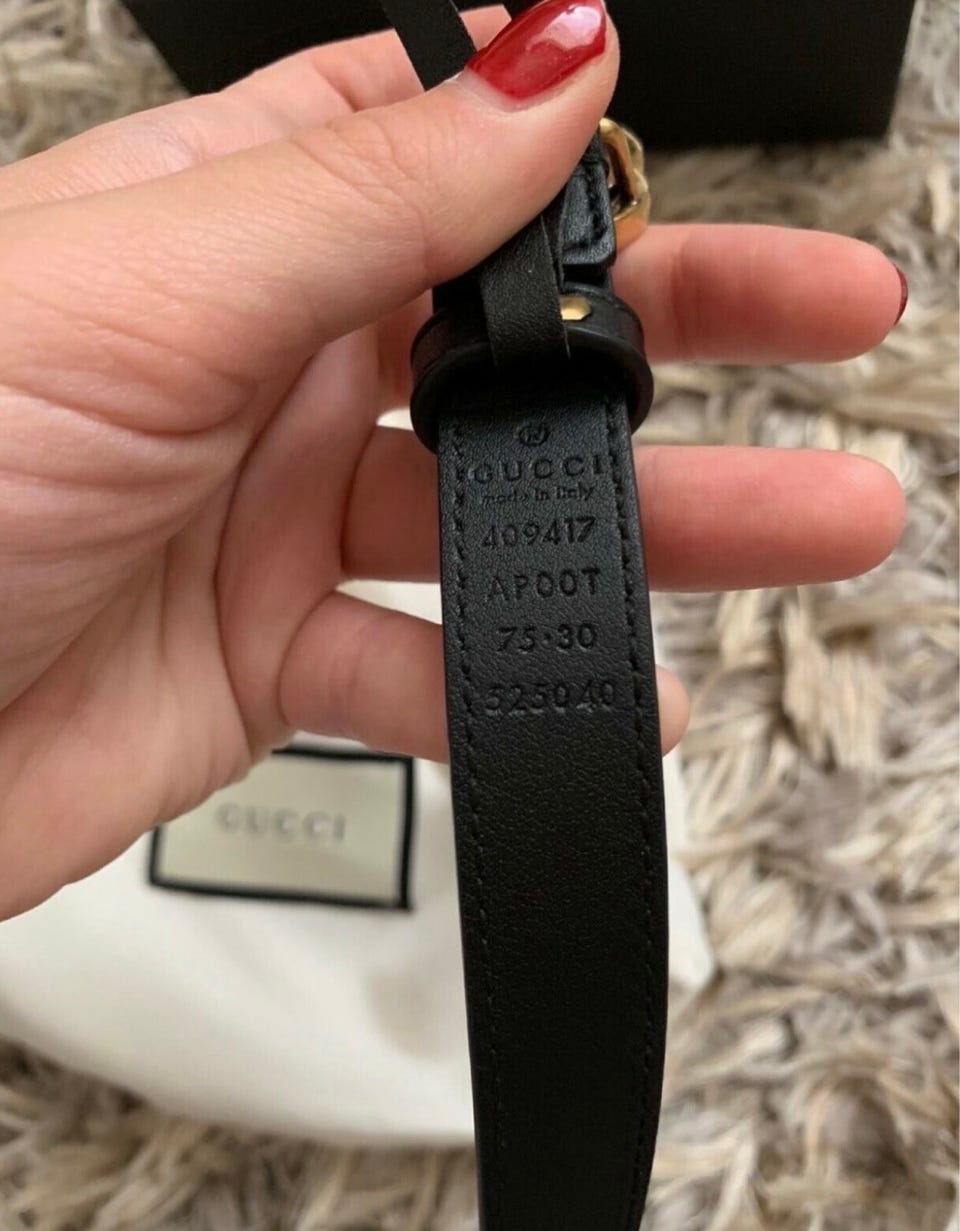 ®
GUCCI
made in Italy
409417
AP00T
75·30
525040
GUCCI